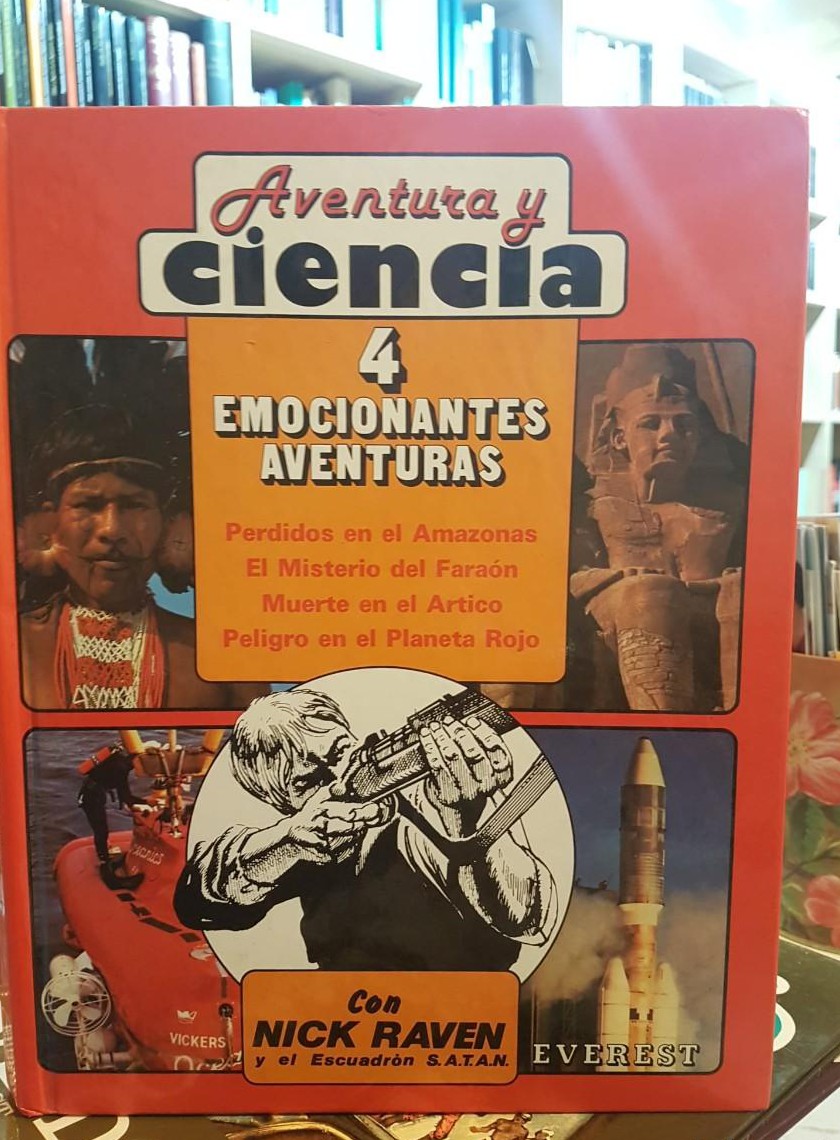 Aventura y
ciencia
4
EMOCIONANTES
AVENTURAS
Perdidos en el Amazonas
El Misterio del Faraón
Muerte en el Artico
Peligro en el Planeta Rojo
VICKERS
Con
NICK RAVEN
y el Escuadrón S.A.T.A.N.
EVEREST